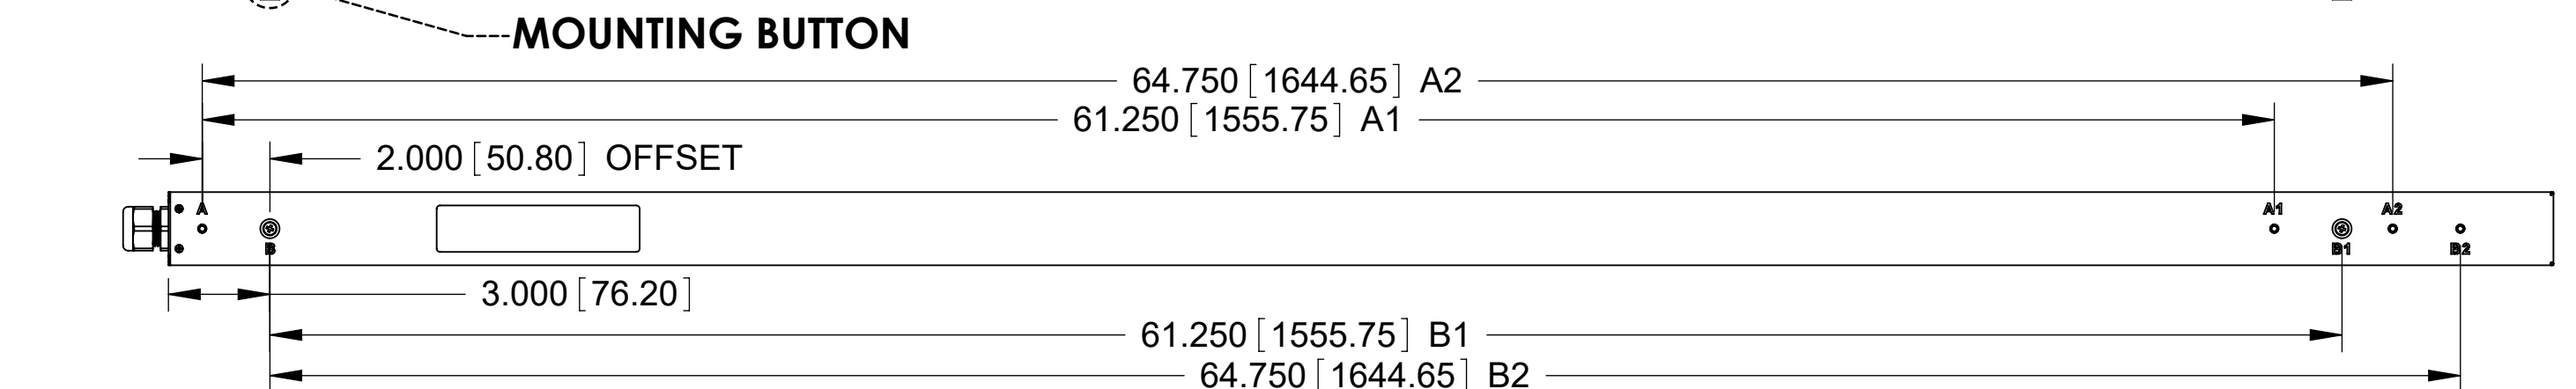 MOUNTING BUTTON
64.750 [1644.65] A2
61.250 [1555.75] A1
2.000 [50.80] OFFSET
A
A1
A2
B
B1
B2
3.000 [76.20]
61.250 [1555.75] B1
64.750 [1644.65] B2